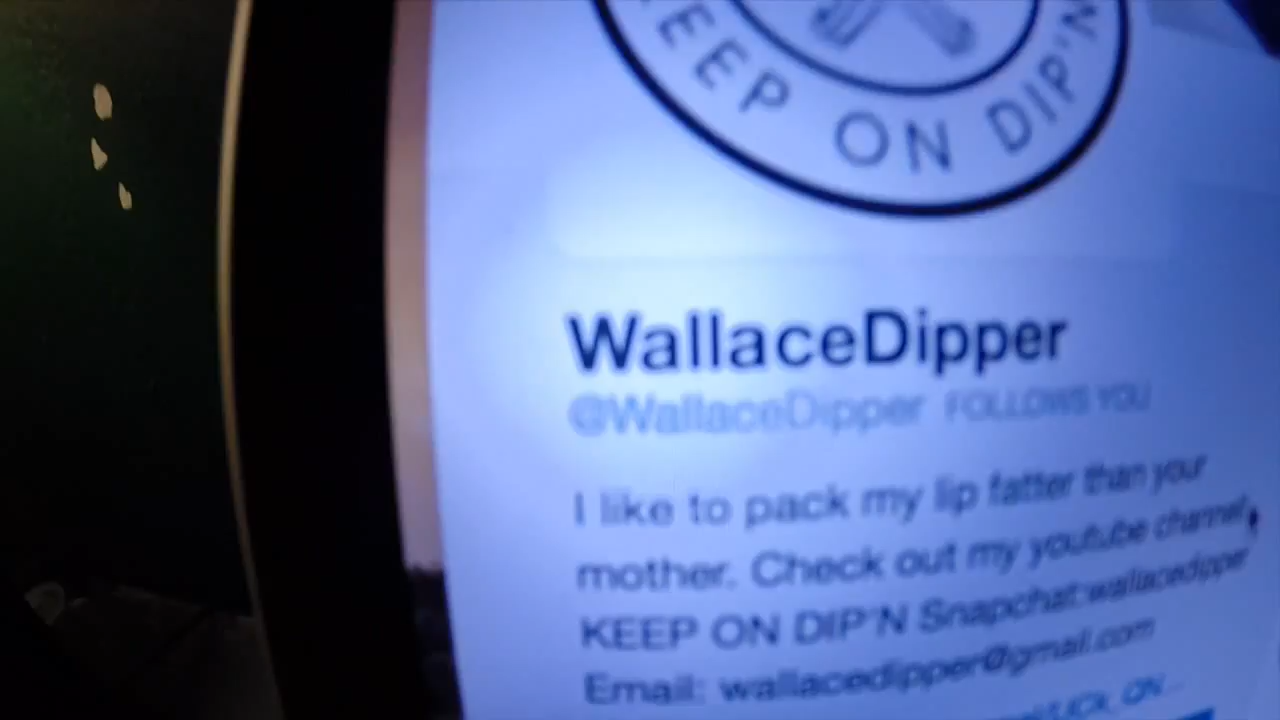 KEEP ON DIP'N
WallaceDipper
@WallaceDipper FOLLOWS YOU
I like to pack my lip fatter than your
mother. Check out my youtube channel
KEEP ON DIP'N Snapchat:wallacedipper
Email: wallacedipper@gmail.com